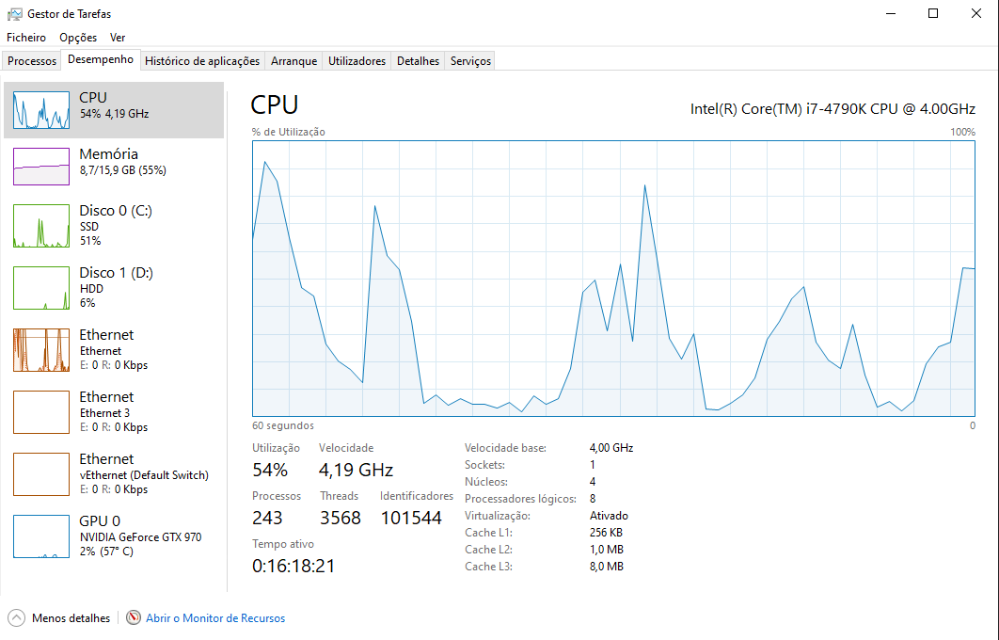 Gestor de Tarefas
Ficheiro Opções Ver
Processos Desempenho Histórico de aplicações Arranque Utilizadores Detalhes Serviços
CPU
54% 4,19 GHz
Memória
8,7/15,9 GB (55%)
Disco 0 (C:)
SSD
51%
Disco 1 (D:)
HDD
6%
Ethernet
Ethernet
E: 0 R: 0 Kbps
Ethernet
Ethernet 3
E: 0 R: 0 Kbps
Ethernet
vEthernet (Default Switch)
E: 0 R: 0 Kbps
GPU 0
NVIDIA GeForce GTX 970
2% (57° C)
CPU Intel(R) Core(TM) i7-4790K CPU @ 4.00GHz
% de Utilização 100%
60 segundos 0
Utilização Velocidade
54% 4,19 GHz
Processos Threads Identificadores
243 3568 101544
Tempo ativo
0:16:18:21
Velocidade base: 4,00 GHz
Sockets: 1
Núcleos: 4
Processadores lógicos: 8
Virtualização: Ativado
Cache L1: 256 KB
Cache L2: 1,0 MB
Cache L3: 8,0 MB
Menos detalhes Abrir o Monitor de Recursos